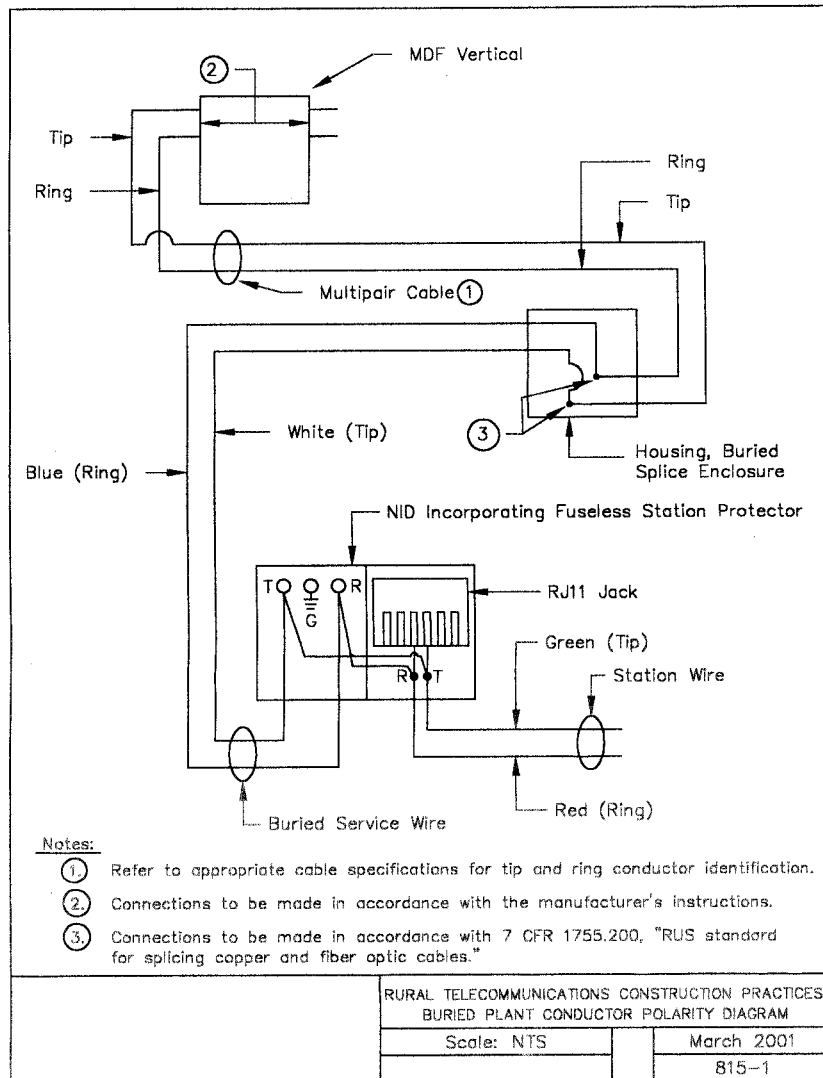 MDF Vertical
2
Tip
Ring
Ring
Tip
Multipair Cable 1
3
White (Tip)
Housing, Buried
Splice Enclosure
Blue (Ring)
NID Incorporating Fuseless Station Protector
T R
G
RJ11 Jack
Green (Tip)
R T
Station Wire
Red (Ring)
Buried Service Wire
Notes:
1. Refer to appropriate cable specifications for tip and ring conductor identification.
2. Connections to be made in accordance with the manufacturer's instructions.
3. Connections to be made in accordance with 7 CFR 1755.200, "RUS standard
for splicing copper and fiber optic cables."
RURAL TELECOMMUNICATIONS CONSTRUCTION PRACTICES
BURIED PLANT CONDUCTOR POLARITY DIAGRAM
Scale: NTS
March 2001
815-1